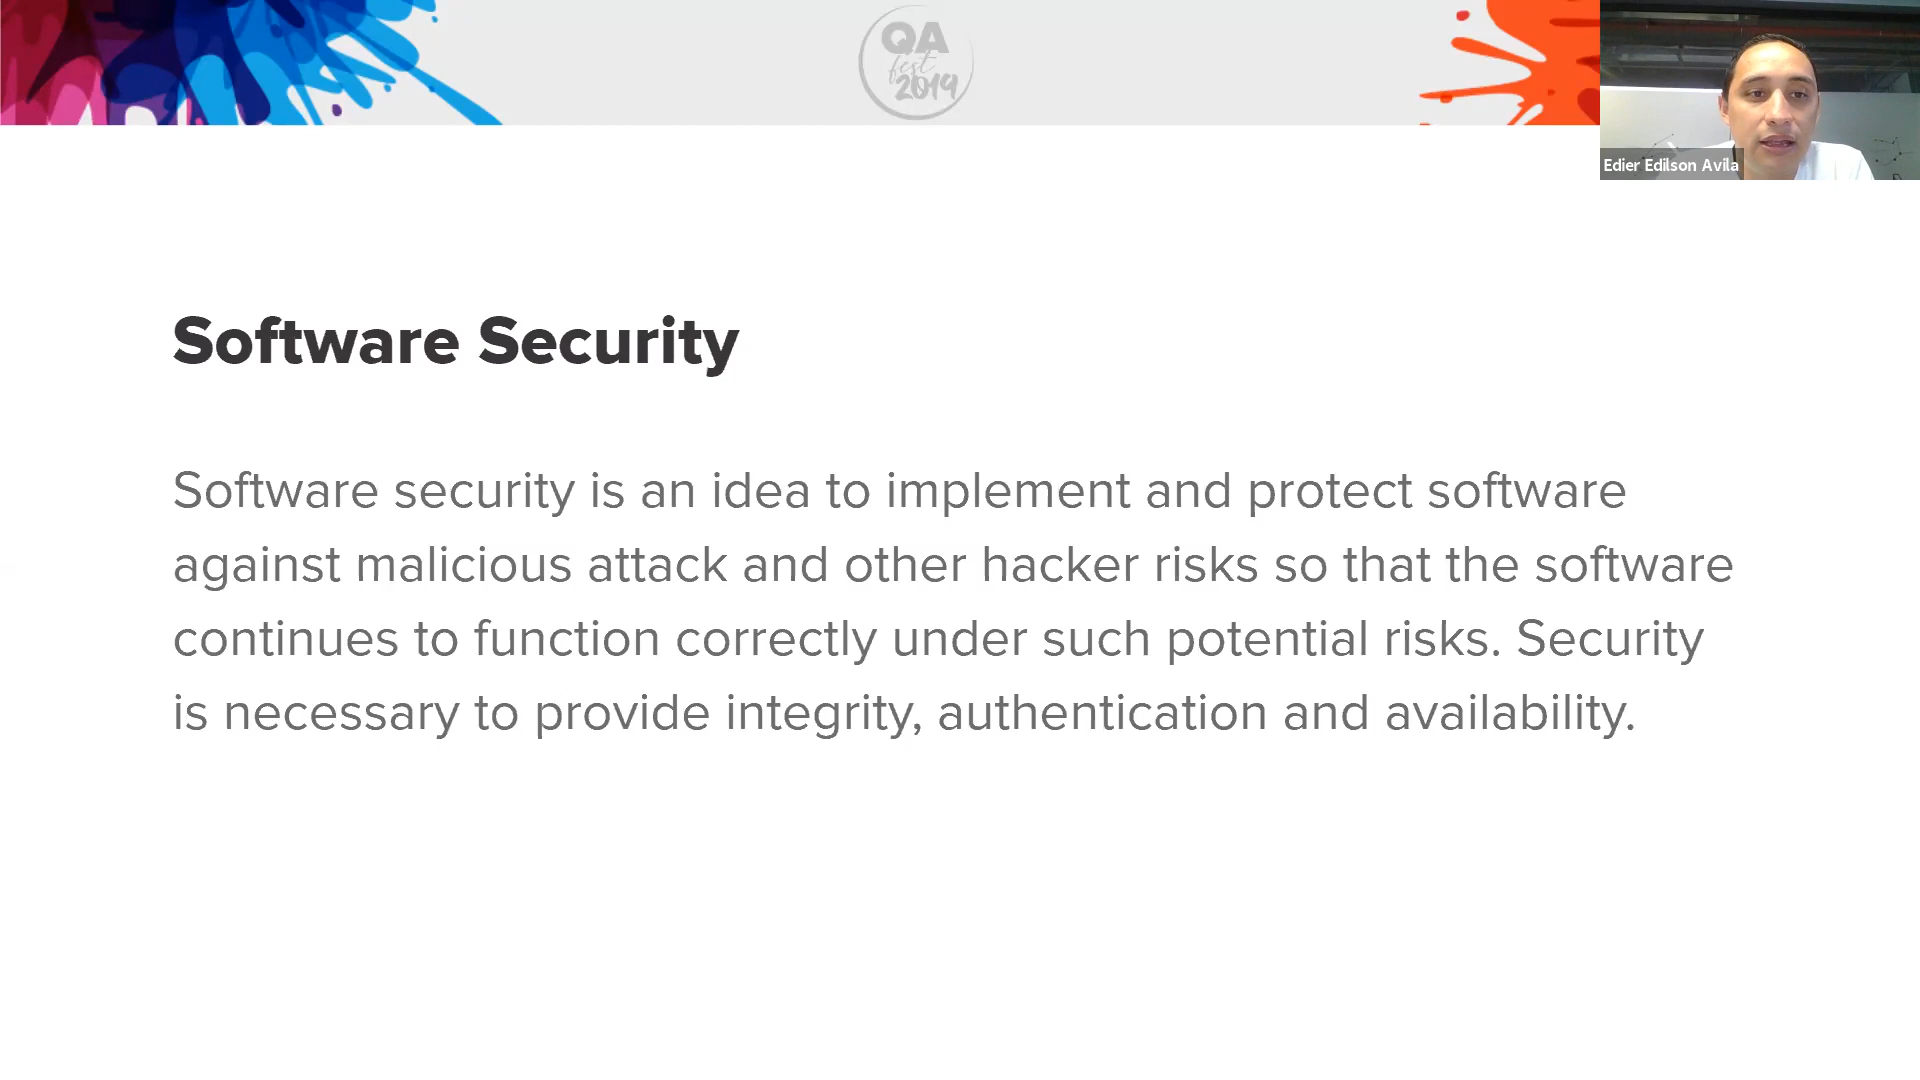 QA
fest
2019
Edier Edilson Avila
Software Security
Software security is an idea to implement and protect software
against malicious attack and other hacker risks so that the software
continues to function correctly under such potential risks. Security
is necessary to provide integrity, authentication and availability.